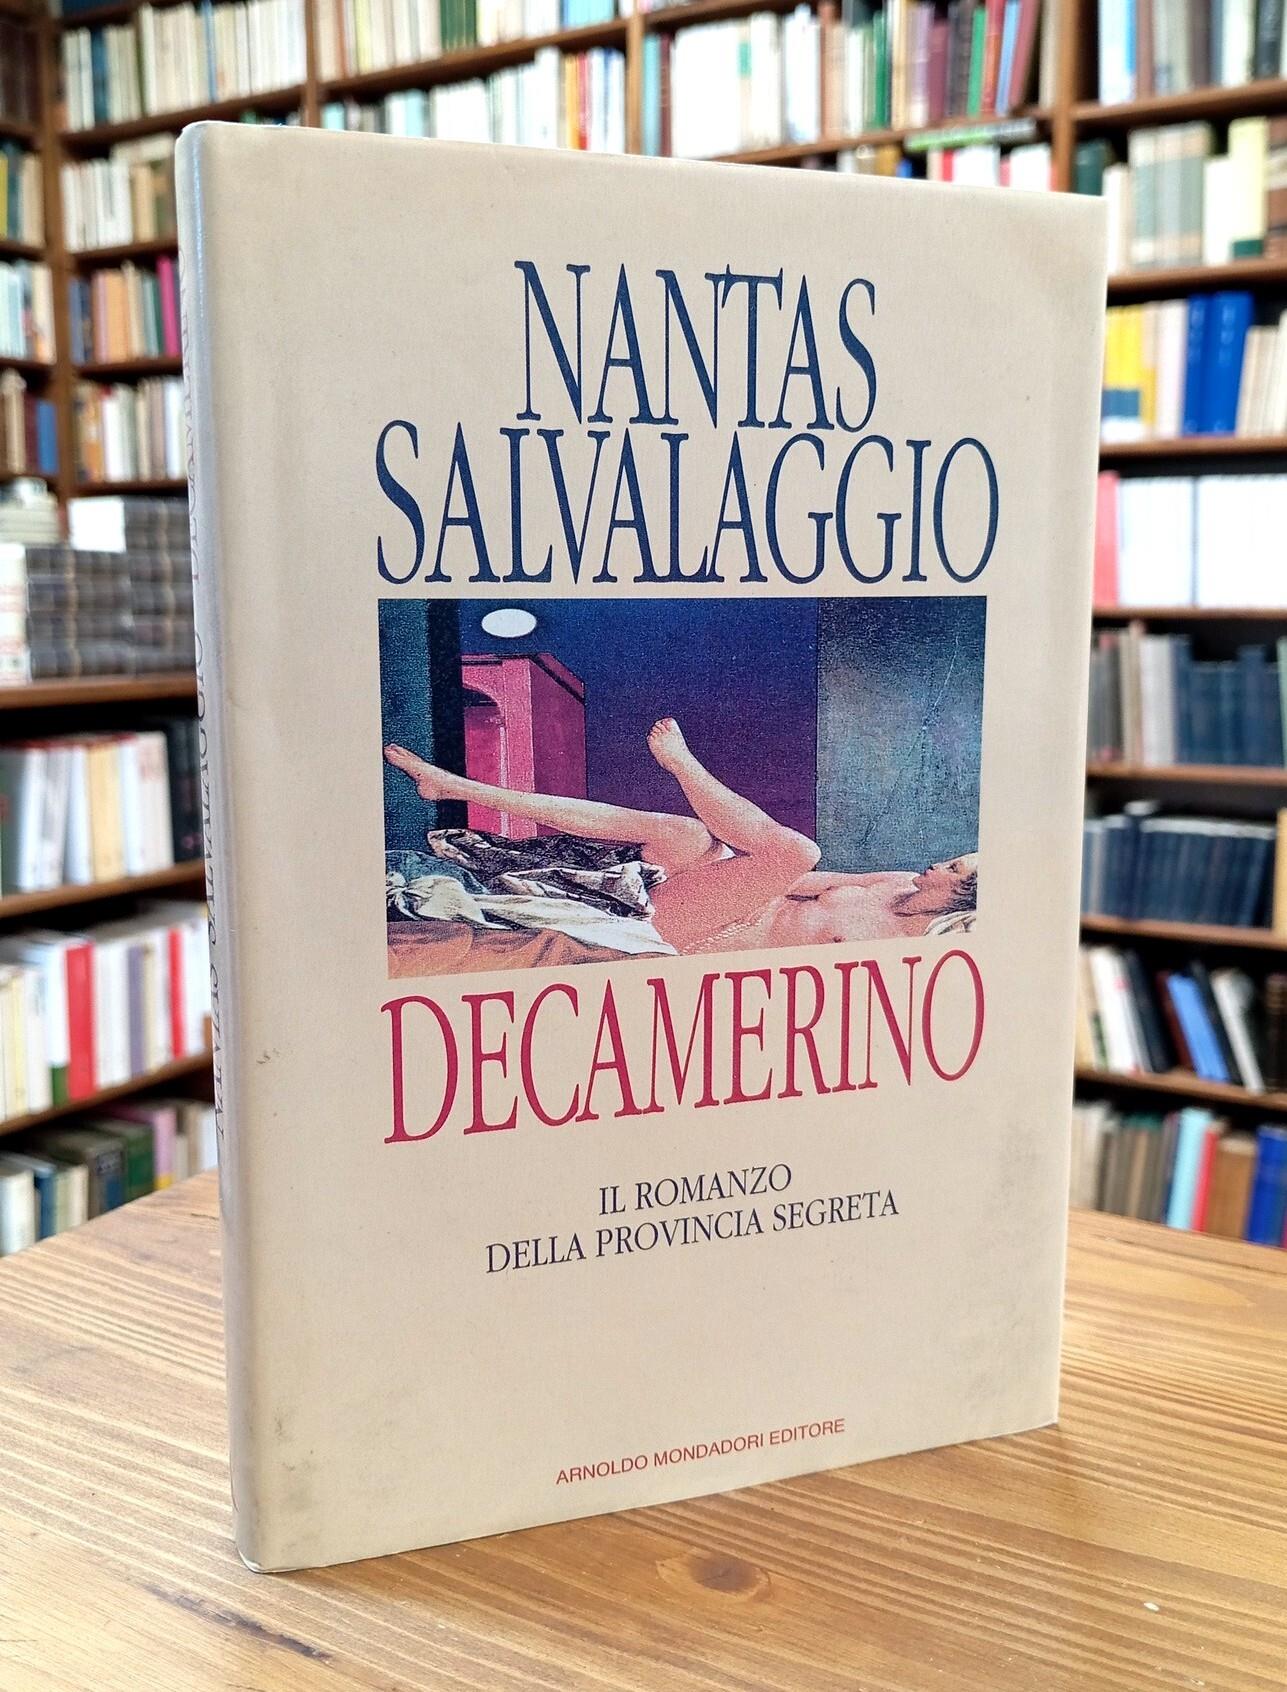 NANTAS
SALVALAGGIO
DECAMERINO
IL ROMANZO
DELLA PROVINCIA SEGRETA
ARNOLDO MONDADORI EDITORE